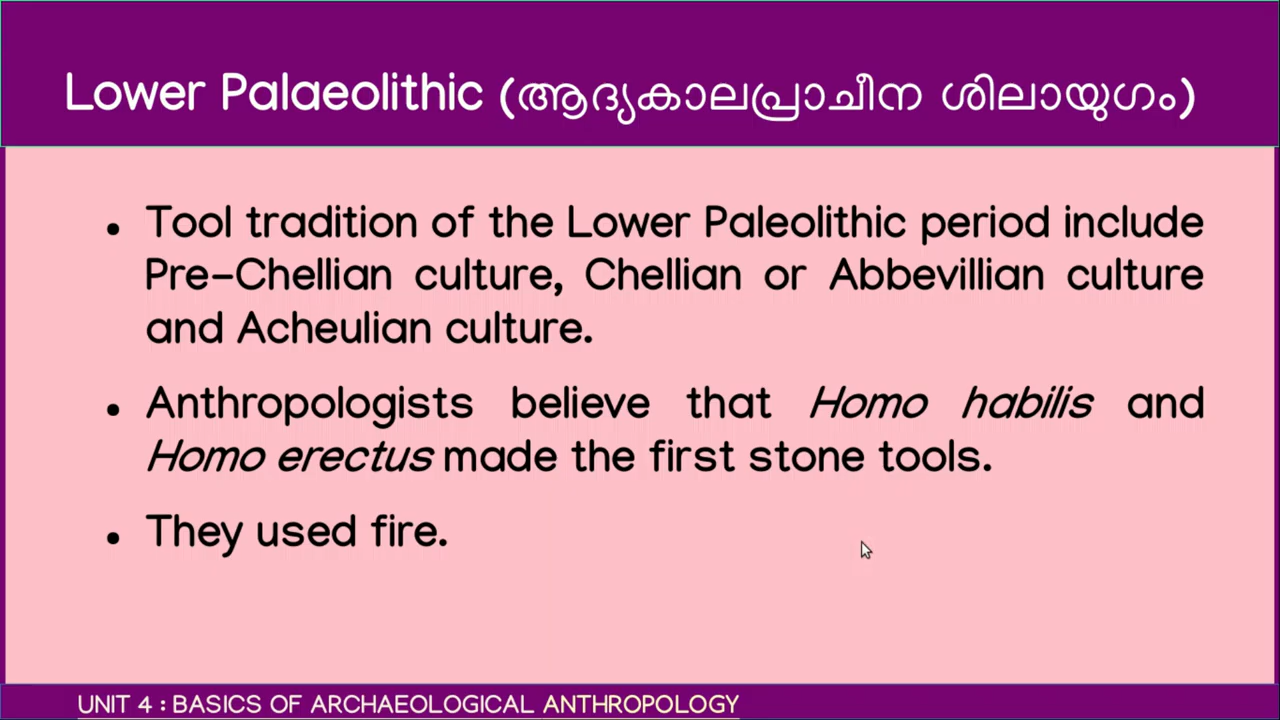 Lower Palaeolithic (ആദ്യകാലപ്രാചീന ശിലായുഗം)
• Tool tradition of the Lower Paleolithic period include
Pre-Chellian culture, Chellian or Abbevillian culture
and Acheulian culture.
• Anthropologists believe that Homo habilis and
Homo erectus made the first stone tools.
• They used fire.
UNIT 4 : BASICS OF ARCHAEOLOGICAL ANTHROPOLOGY